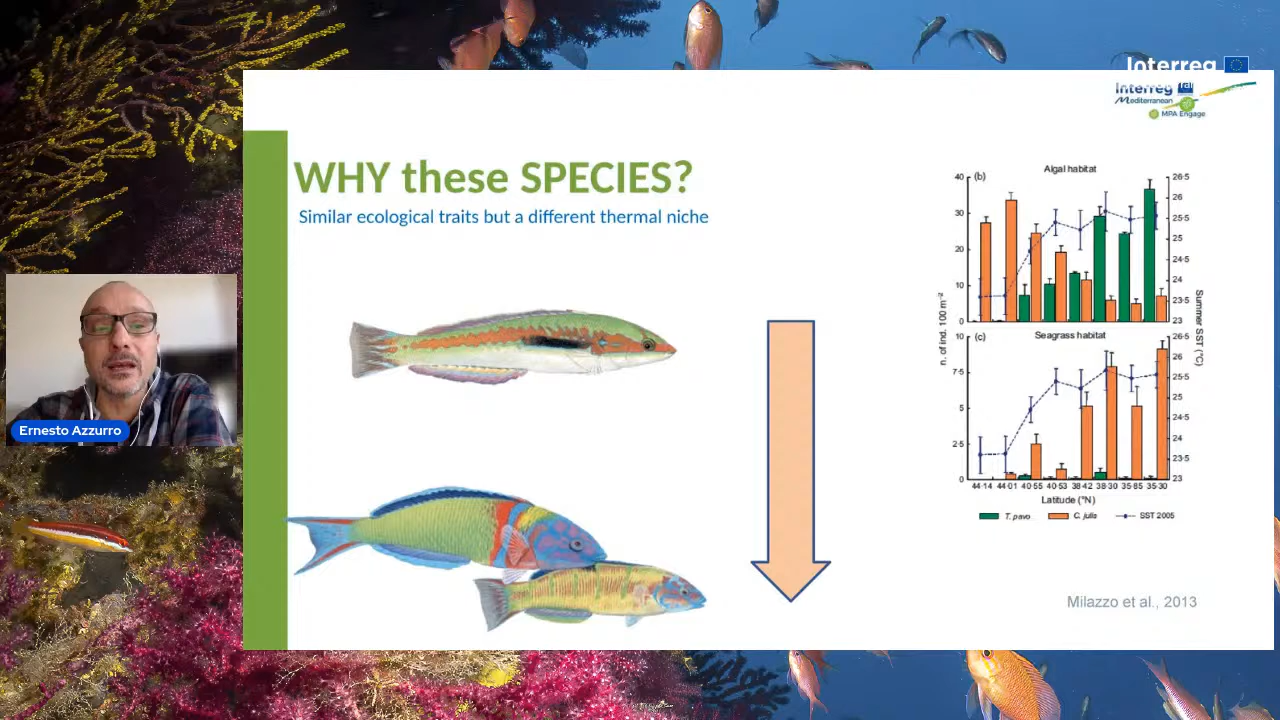 Interreg
Interreg
Mediterranean
MPA Engage
WHY these SPECIES?
Similar ecological traits but a different thermal niche
Ernesto Azzurro
(b) Algal habitat
40
30
20
10
0
26·5
26
25·5
25
24·5
24
23·5
23
n. of ind. 100 m⁻²
Summer SST (°C)
(c) Seagrass habitat
10
7·5
5
2·5
0
26·5
26
25·5
25
24·5
24
23·5
23
44·14 44·01 40·55 40·53 38·42 38·30 35·85 35·30
Latitude (°N)
T. pavo C. julis SST 2005
Milazzo et al., 2013